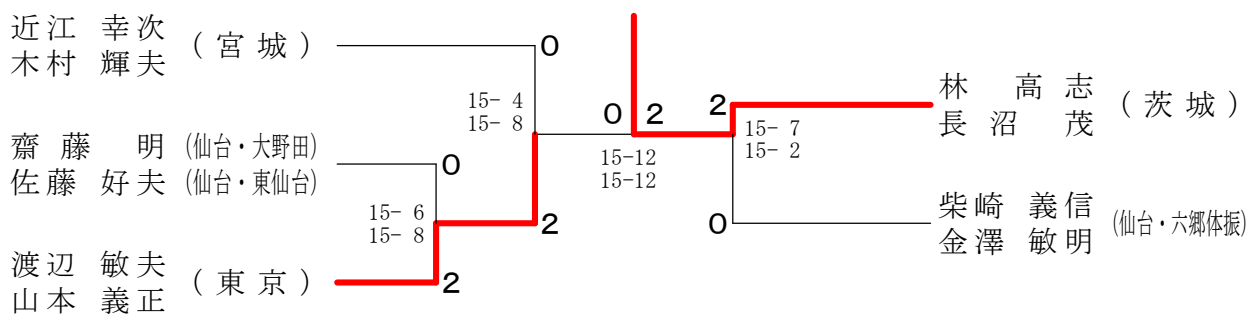 近江 幸次
木村 輝夫
(宮城)
0
15- 4
15- 8
齋藤 明 (仙台・大野田)
佐藤 好夫 (仙台・東仙台)
0
15- 6
15- 8
2
渡辺 敏夫
山本 義正
(東京)
2
0 2
15-12
15-12
2
林 高志
長沼 茂
(茨城)
15- 7
15- 2
0
柴崎 義信
金澤 敏明
(仙台・六郷体振)